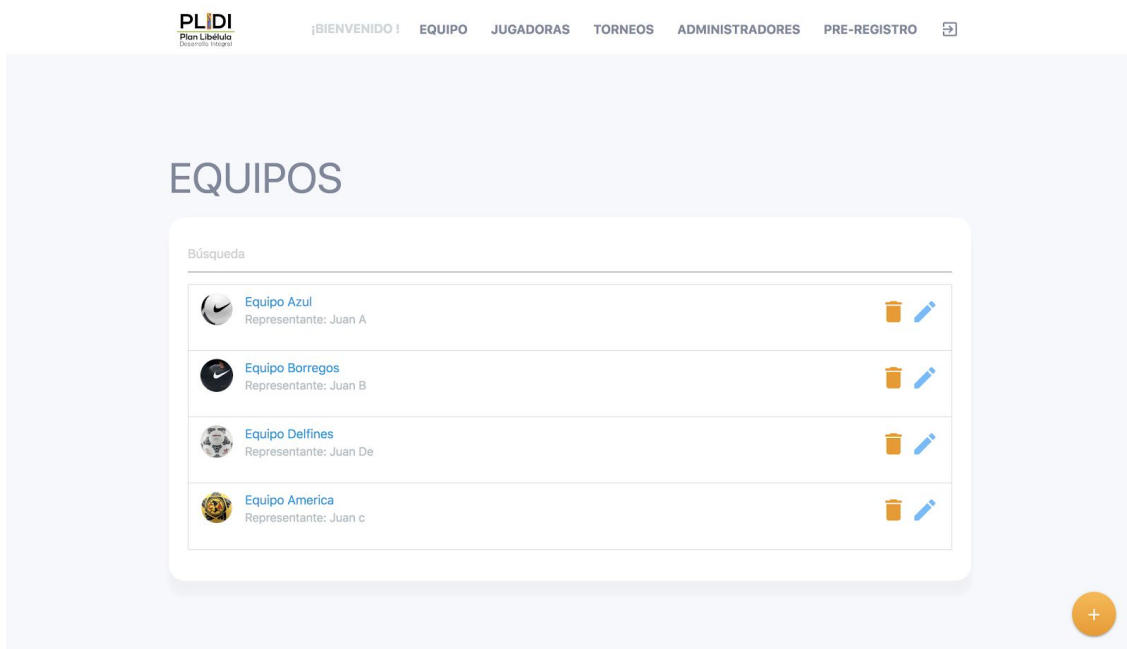 PLIDI
Plan Libélula
Desarrollo Integral
¡BIENVENIDO ! EQUIPO JUGADORAS TORNEOS ADMINISTRADORES PRE-REGISTRO
EQUIPOS
Búsqueda
Equipo Azul
Representante: Juan A
Equipo Borregos
Representante: Juan B
Equipo Delfines
Representante: Juan De
Equipo America
Representante: Juan c
+